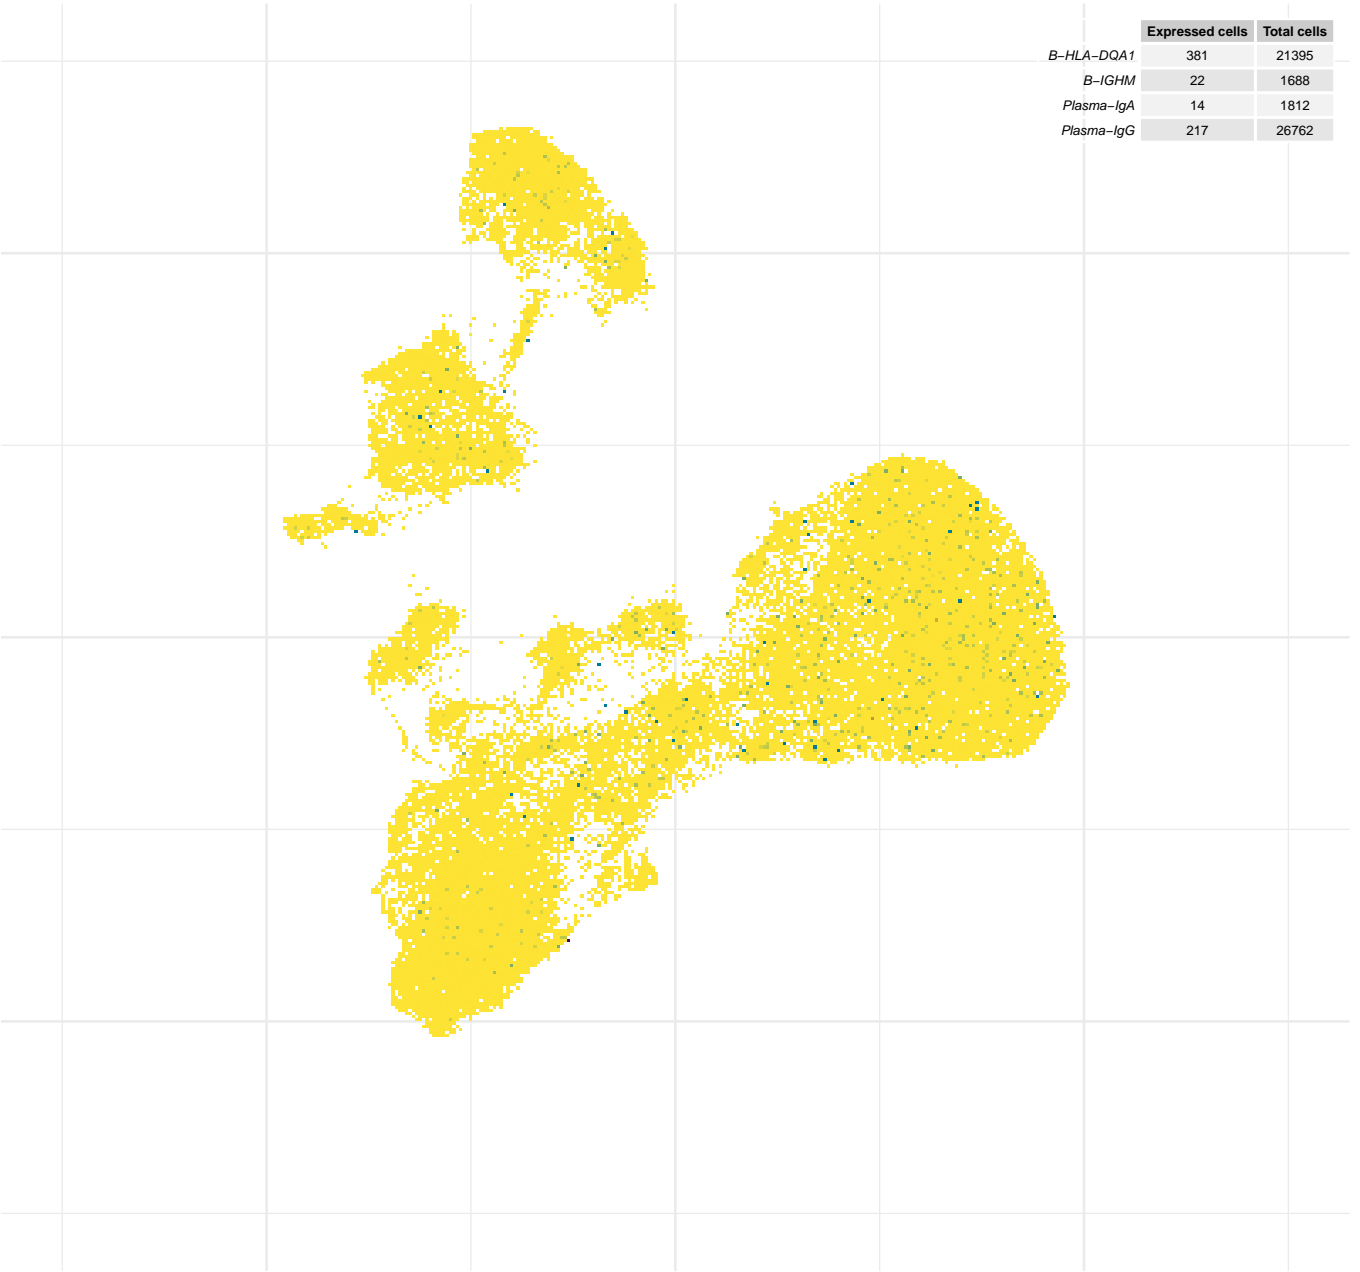 Expressed cells Total cells
B−HLA−DQA1 381 21395
B−IGHM 22 1688
Plasma−IgA 14 1812
Plasma−IgG 217 26762